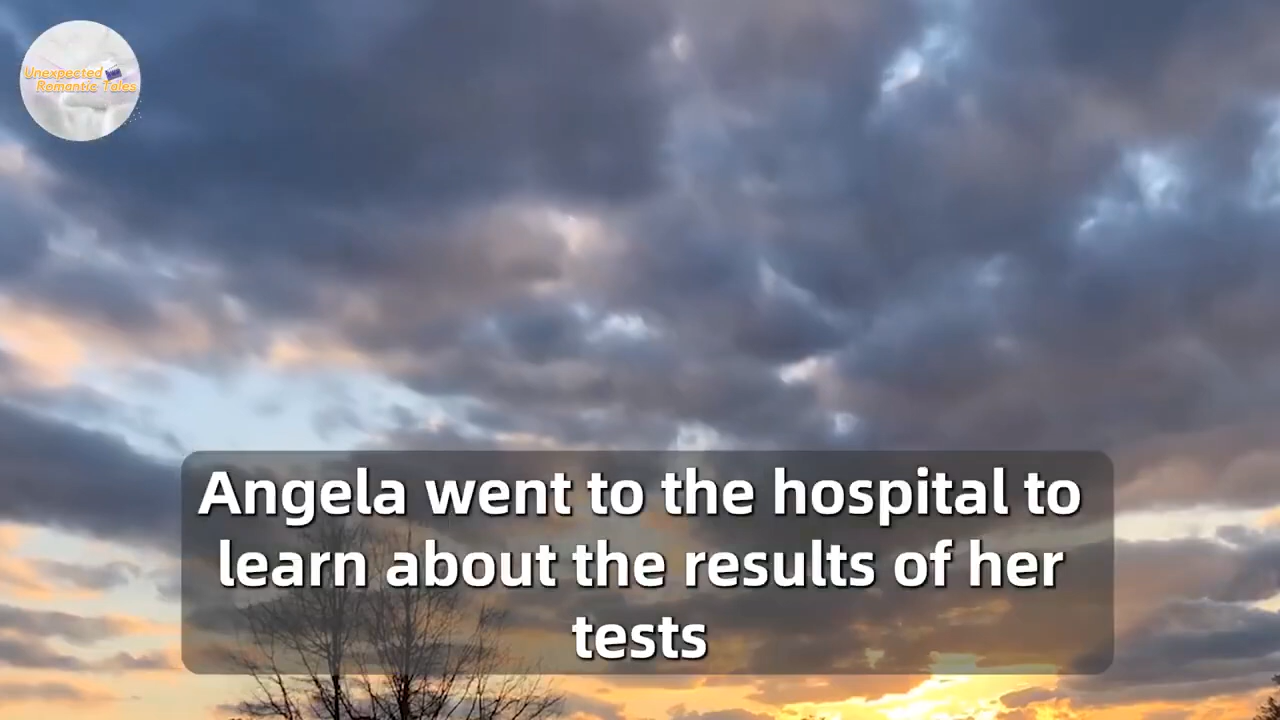 Unexpected
Romantic Tales
Angela went to the hospital to
learn about the results of her
tests